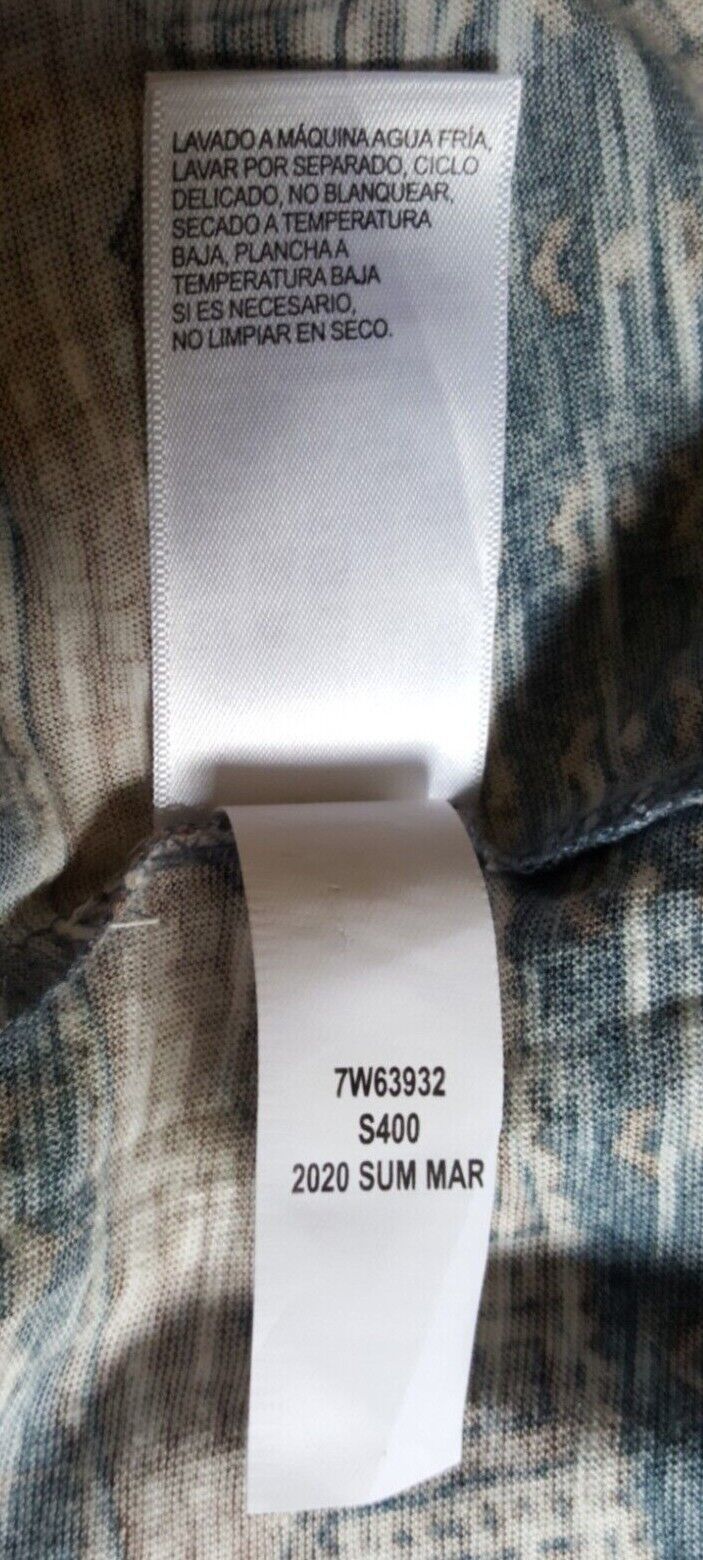 LAVADO A MÁQUINA AGUA FRÍA,
LAVAR POR SEPARADO, CICLO
DELICADO, NO BLANQUEAR,
SECADO A TEMPERATURA
BAJA, PLANCHA A
TEMPERATURA BAJA
SI ES NECESARIO,
NO LIMPIAR EN SECO.
7W63932
S400
2020 SUM MAR